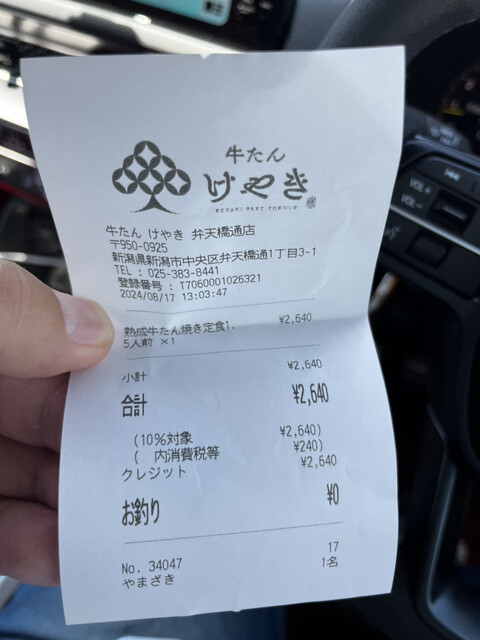 牛たん
けやき
KEYAKI BEEF TONGUE
牛たん けやき 弁天橋通店
〒950-0925
新潟県新潟市中央区弁天橋通1丁目3-1
TEL : 025-383-8441
登録番号 : T7060001026321
2024/08/17 13:03:47
熟成牛たん焼き定食1. ¥2,640
5人前 ×1
小計 ¥2,640
合計 ¥2,640
(10%対象 ¥2,640)
( 内消費税等 ¥240)
クレジット ¥2,640
お釣り ¥0
17
No. 34047 1名
やまざき
VOL +
VOL -